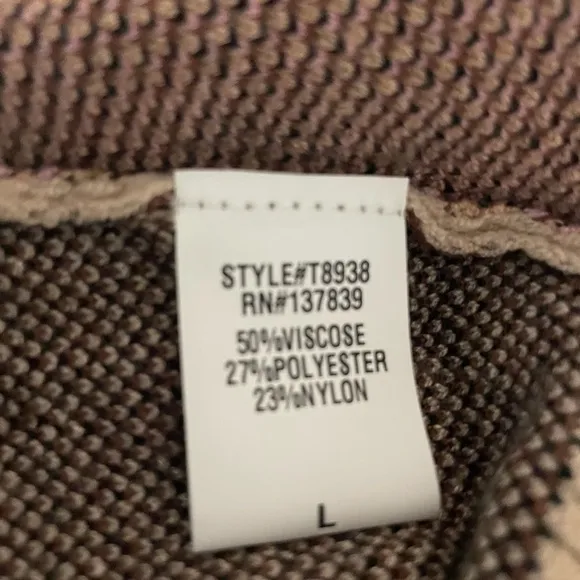 STYLE#T8938
RN#137839
50%VISCOSE
27%POLYESTER
23%NYLON
L